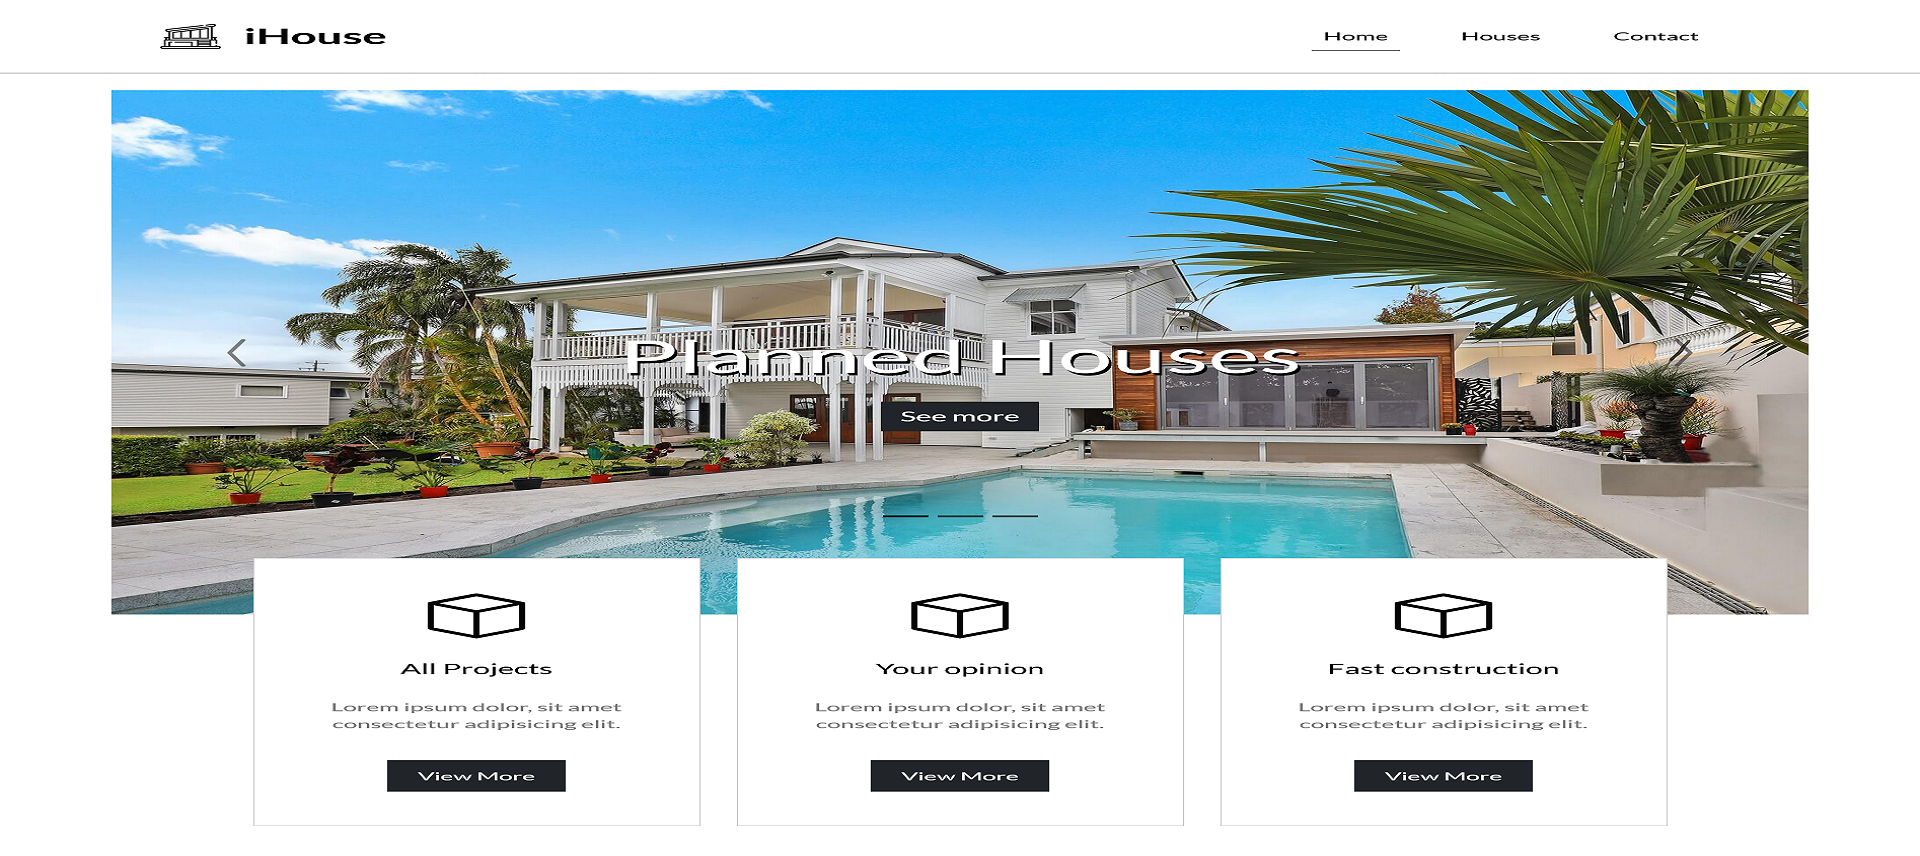 iHouse
Home Houses Contact
Planned Houses
See more
All Projects
Lorem ipsum dolor, sit amet
consectetur adipisicing elit.
View More
Your opinion
Lorem ipsum dolor, sit amet
consectetur adipisicing elit.
View More
Fast construction
Lorem ipsum dolor, sit amet
consectetur adipisicing elit.
View More